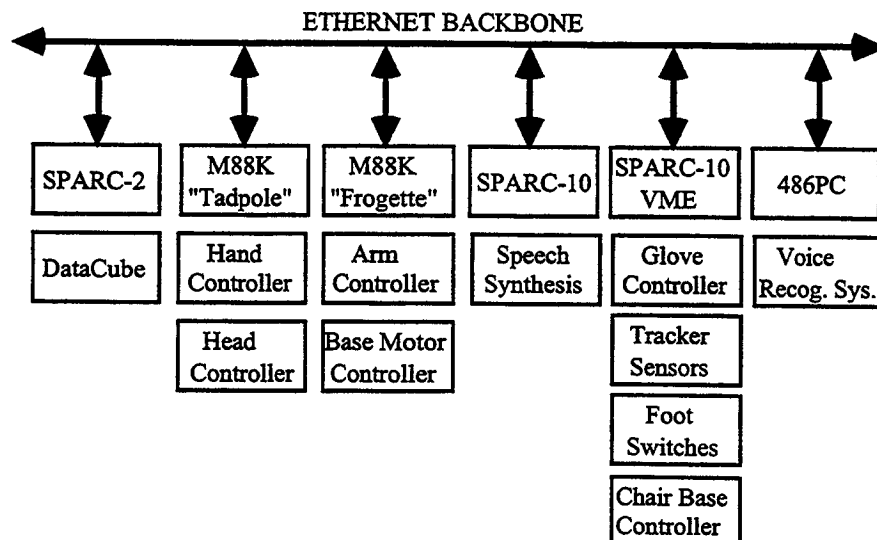 ETHERNET BACKBONE
SPARC-2
M88K
"Tadpole"
M88K
"Frogette"
SPARC-10
SPARC-10
VME
486PC
DataCube
Hand
Controller
Arm
Controller
Speech
Synthesis
Glove
Controller
Voice
Recog. Sys.
Head
Controller
Base Motor
Controller
Tracker
Sensors
Foot
Switches
Chair Base
Controller